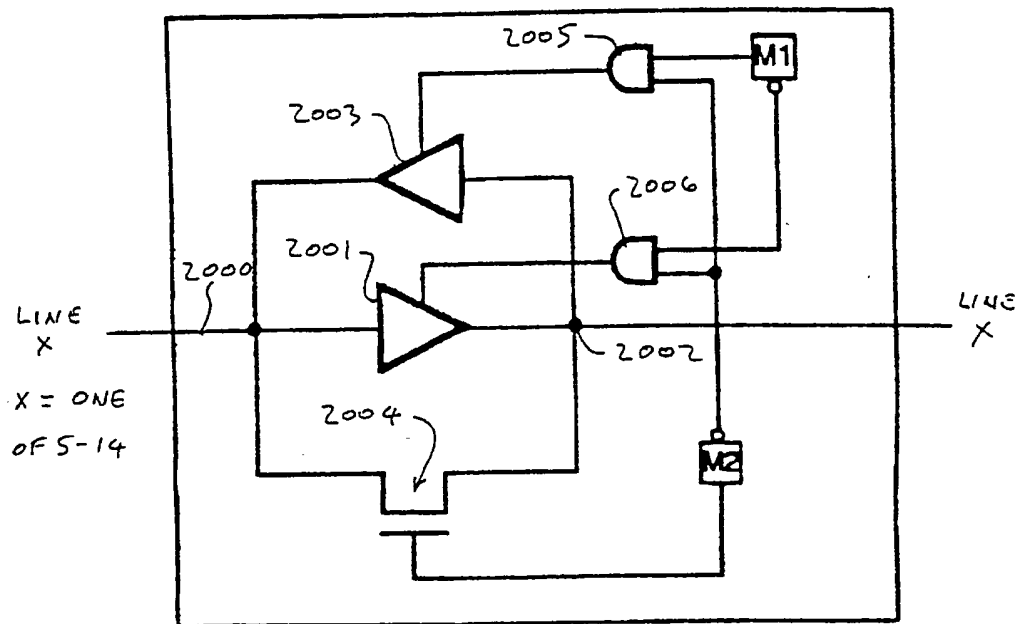 2005
M1
2003
2006
2001
2000
LINE
X
LINE
X
2002
X = ONE
OF 5-14
2004
M2